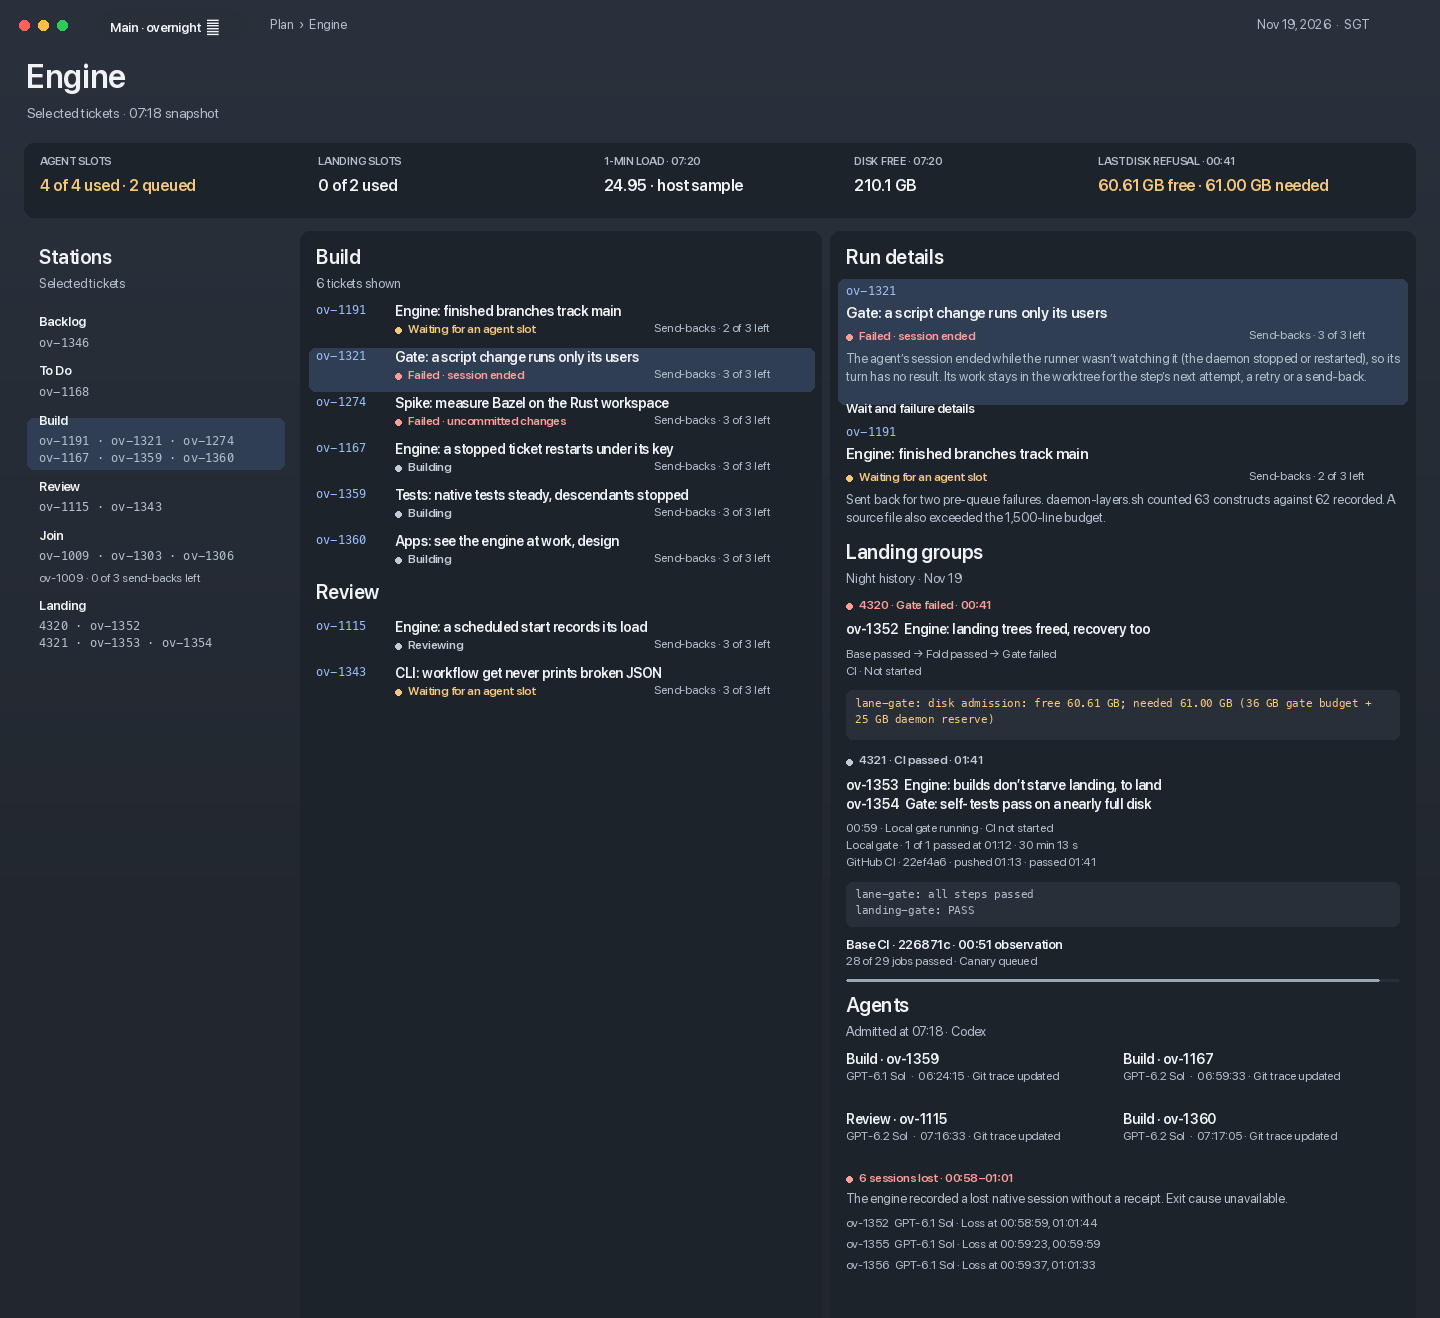 Main · overnight
Plan › Engine
Nov 19, 2026 · SGT
Engine
Selected tickets · 07:18 snapshot
AGENT SLOTS
4 of 4 used · 2 queued
LANDING SLOTS
0 of 2 used
1-MIN LOAD · 07:20
24.95 · host sample
DISK FREE · 07:20
210.1 GB
LAST DISK REFUSAL · 00:41
60.61 GB free · 61.00 GB needed
Stations
Selected tickets
Backlog
ov-1346
To Do
ov-1168
Build
ov-1191 · ov-1321 · ov-1274
ov-1167 · ov-1359 · ov-1360
Review
ov-1115 · ov-1343
Join
ov-1009 · ov-1303 · ov-1306
ov-1009 · 0 of 3 send-backs left
Landing
4320 · ov-1352
4321 · ov-1353 · ov-1354
Build
6 tickets shown
ov-1191 Engine: finished branches track main
Waiting for an agent slot Send-backs · 2 of 3 left
ov-1321 Gate: a script change runs only its users
Failed · session ended Send-backs · 3 of 3 left
ov-1274 Spike: measure Bazel on the Rust workspace
Failed · uncommitted changes Send-backs · 3 of 3 left
ov-1167 Engine: a stopped ticket restarts under its key
Building Send-backs · 3 of 3 left
ov-1359 Tests: native tests steady, descendants stopped
Building Send-backs · 3 of 3 left
ov-1360 Apps: see the engine at work, design
Building Send-backs · 3 of 3 left
Review
ov-1115 Engine: a scheduled start records its load
Reviewing Send-backs · 3 of 3 left
ov-1343 CLI: workflow get never prints broken JSON
Waiting for an agent slot Send-backs · 3 of 3 left
Run details
ov-1321
Gate: a script change runs only its users
Failed · session ended Send-backs · 3 of 3 left
The agent's session ended while the runner wasn't watching it (the daemon stopped or restarted), so its
turn has no result. Its work stays in the worktree for the step's next attempt, a retry or a send-back.
Wait and failure details
ov-1191
Engine: finished branches track main
Waiting for an agent slot Send-backs · 2 of 3 left
Sent back for two pre-queue failures. daemon-layers.sh counted 63 constructs against 62 recorded. A
source file also exceeded the 1,500-line budget.
Landing groups
Night history · Nov 19
4320 · Gate failed · 00:41
ov-1352 Engine: landing trees freed, recovery too
Base passed → Fold passed → Gate failed
CI · Not started
lane-gate: disk admission: free 60.61 GB; needed 61.00 GB (36 GB gate budget +
25 GB daemon reserve)
4321 · CI passed · 01:41
ov-1353 Engine: builds don't starve landing, to land
ov-1354 Gate: self-tests pass on a nearly full disk
00:59 · Local gate running · CI not started
Local gate · 1 of 1 passed at 01:12 · 30 min 13 s
GitHub CI · 22ef4a6 · pushed 01:13 · passed 01:41
lane-gate: all steps passed
landing-gate: PASS
Base CI · 226871c · 00:51 observation
28 of 29 jobs passed · Canary queued
Agents
Admitted at 07:18 · Codex
Build · ov-1359
GPT-6.1 Sol · 06:24:15 · Git trace updated
Build · ov-1167
GPT-6.2 Sol · 06:59:33 · Git trace updated
Review · ov-1115
GPT-6.2 Sol · 07:16:33 · Git trace updated
Build · ov-1360
GPT-6.2 Sol · 07:17:05 · Git trace updated
6 sessions lost · 00:58–01:01
The engine recorded a lost native session without a receipt. Exit cause unavailable.
ov-1352 GPT-6.1 Sol · Loss at 00:58:59, 01:01:44
ov-1355 GPT-6.1 Sol · Loss at 00:59:23, 00:59:59
ov-1356 GPT-6.1 Sol · Loss at 00:59:37, 01:01:33